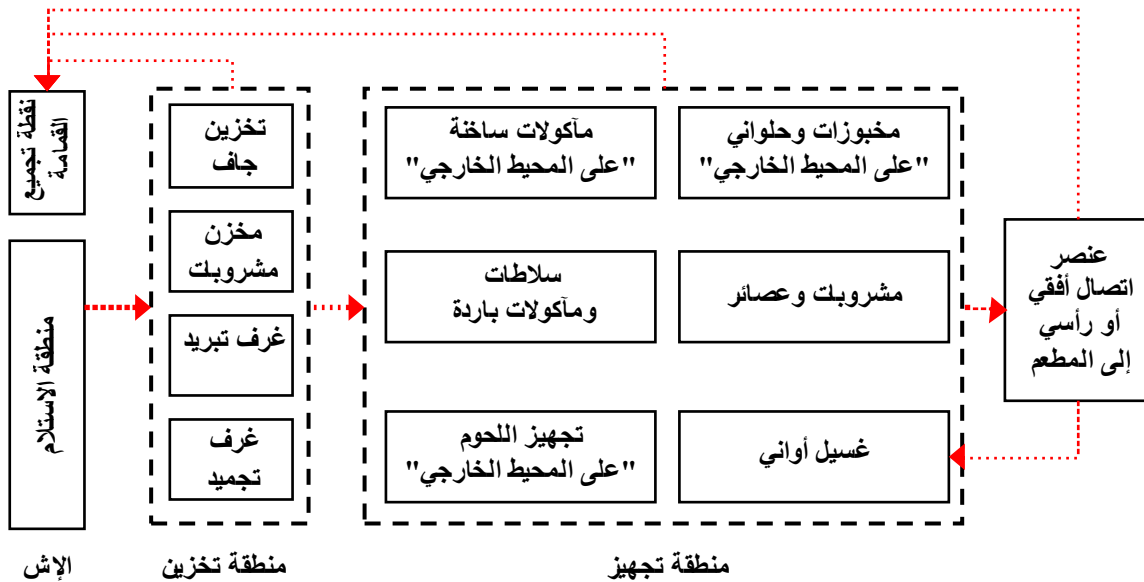 نقطة تجميع
القمامة
منطقة الاستلام
تخزين
جاف
مخزن
مشروبات
غرف تبريد
غرف
تجميد
مآكولات ساخنة
"على المحيط الخارجي"
مخبوزات وحلواني
"على المحيط الخارجي"
سلاطات
ومآكولات باردة
مشروبات وعصائر
تجهيز اللحوم
"على المحيط الخارجي"
غسيل أواني
عنصر
اتصال أفقي
أو رأسي
إلى المطعم
الإش
منطقة تخزين
منطقة تجهيز